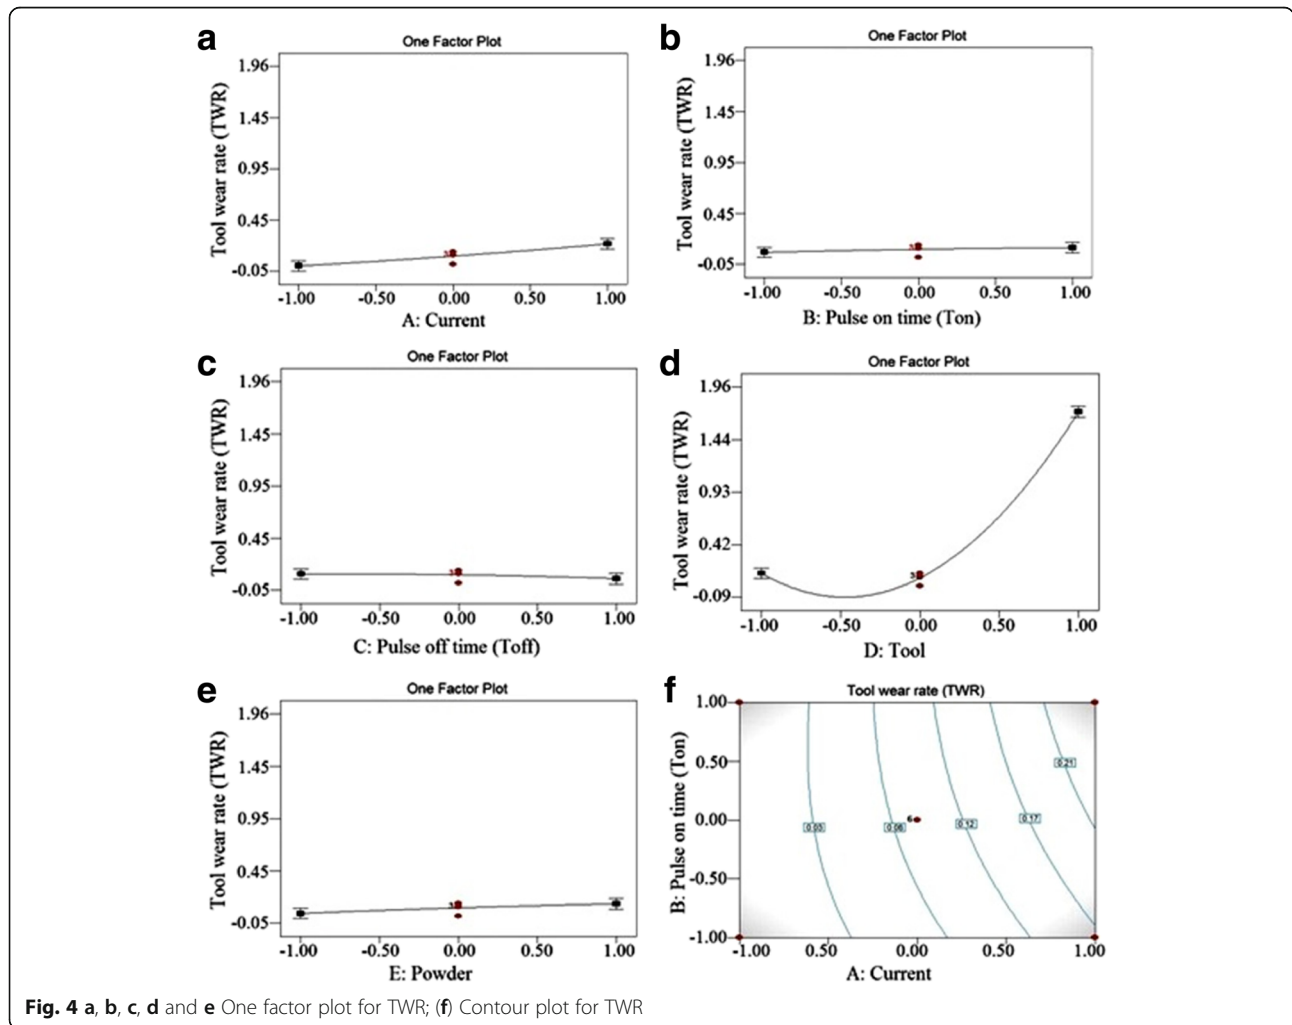 a
One Factor Plot
Tool wear rate (TWR)
1.96
1.45
0.95
0.45
-0.05
-1.00 -0.50 0.00 0.50 1.00
A: Current
b
One Factor Plot
Tool wear rate (TWR)
1.96
1.45
0.95
0.45
-0.05
-1.00 -0.50 0.00 0.50 1.00
B: Pulse on time (Ton)
c
One Factor Plot
Tool wear rate (TWR)
1.96
1.45
0.95
0.45
-0.05
-1.00 -0.50 0.00 0.50 1.00
C: Pulse off time (Toff)
d
One Factor Plot
Tool wear rate (TWR)
1.96
1.44
0.93
0.42
-0.09
3
-1.00 -0.50 0.00 0.50 1.00
D: Tool
e
One Factor Plot
Tool wear rate (TWR)
1.96
1.45
0.95
0.45
-0.05
-1.00 -0.50 0.00 0.50 1.00
E: Powder
f
Tool wear rate (TWR)
B: Pulse on time (Ton)
1.00
0.50
0.21
0.00
6
0.12
0.17
-0.50
-1.00
-1.00 0.50 0.00 0.50 1.00
A: Current
Fig. 4 a, b, c, d and e One factor plot for TWR; (f) Contour plot for TWR